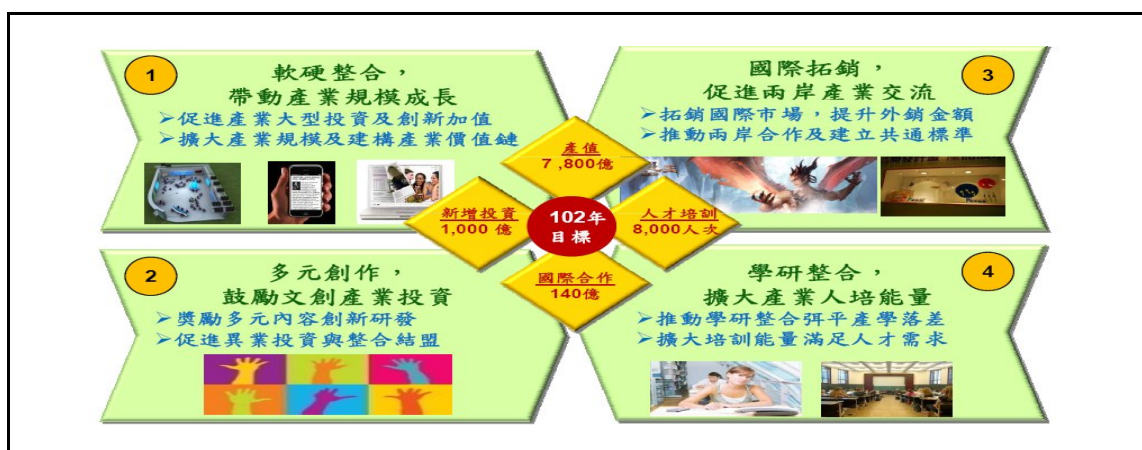 1
軟硬整合，
帶動產業規模成長
➢促進產業大型投資及創新加值
➢擴大產業規模及建構產業價值鏈
2
多元創作，
鼓勵文創產業投資
➢獎勵多元內容創新研發
➢促進異業投資與整合結盟
3
國際拓銷，
促進兩岸產業交流
➢拓銷國際市場，提升外銷金額
➢推動兩岸合作及建立共通標準
4
學研整合，
擴大產業人培能量
➢推動學研整合弭平產學落差
➢擴大培訓能量滿足人才需求
產值
7,800億
新增投資
1,000 億
102年
目標
人才培訓
8,000人次
國際合作
140億